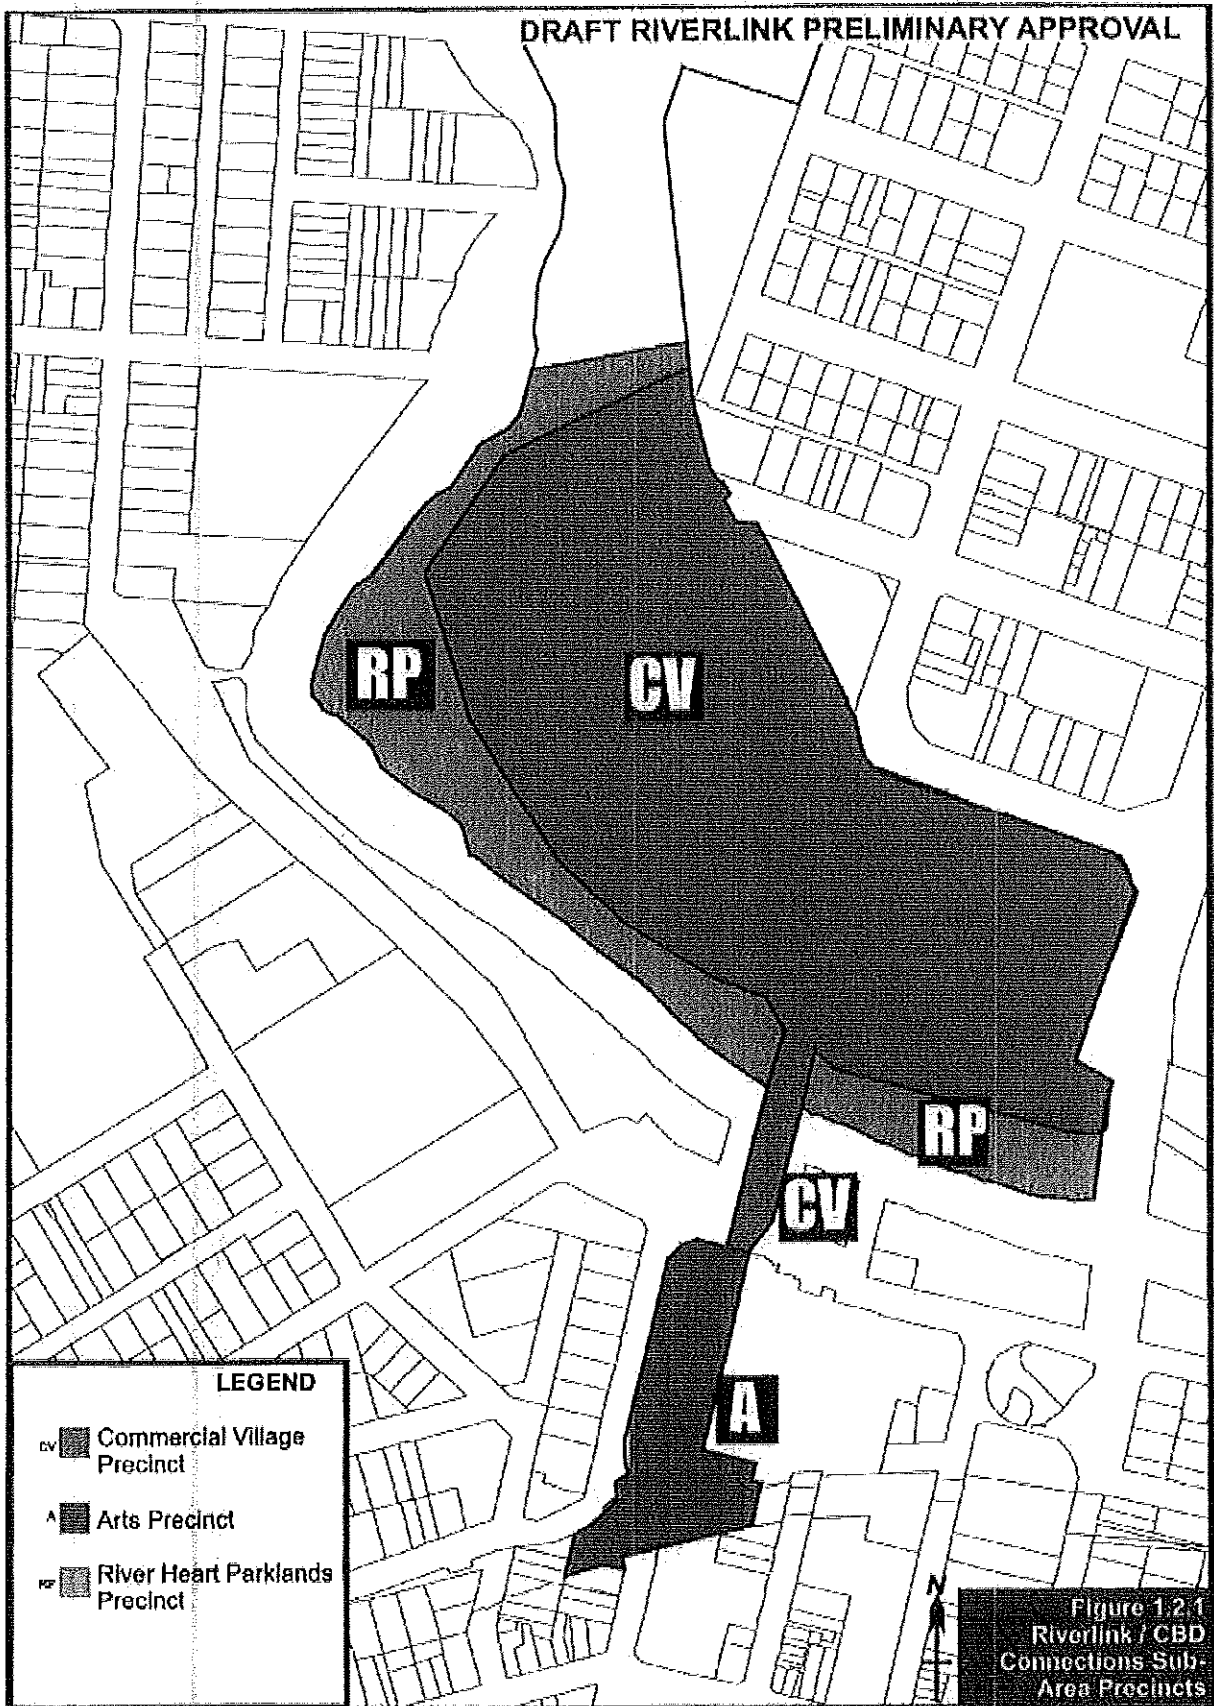 DRAFT RIVERLINK PRELIMINARY APPROVAL
RP
CV
RP
CV
A
LEGEND
CV Commercial Village
Precinct
A Arts Precinct
RP River Heart Parklands
Precinct
N
Figure 1.2.1
Riverlink / CBD
Connections Sub-
Area Precincts